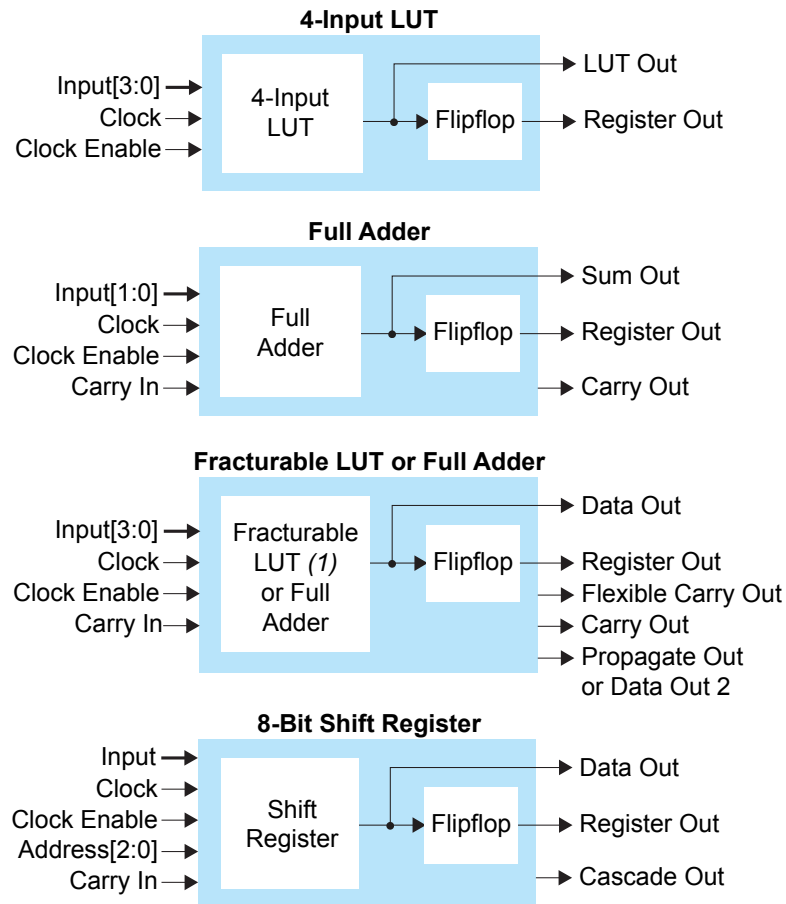 4-Input LUT
Input[3:0]
Clock
Clock Enable
4-Input
LUT
Flipflop
LUT Out
Register Out
Full Adder
Input[1:0]
Clock
Clock Enable
Carry In
Full
Adder
Flipflop
Sum Out
Register Out
Carry Out
Fracturable LUT or Full Adder
Input[3:0]
Clock
Clock Enable
Carry In
Fracturable
LUT (1)
or Full
Adder
Flipflop
Data Out
Register Out
Flexible Carry Out
Carry Out
Propagate Out
or Data Out 2
8-Bit Shift Register
Input
Clock
Clock Enable
Address[2:0]
Carry In
Shift
Register
Flipflop
Data Out
Register Out
Cascade Out